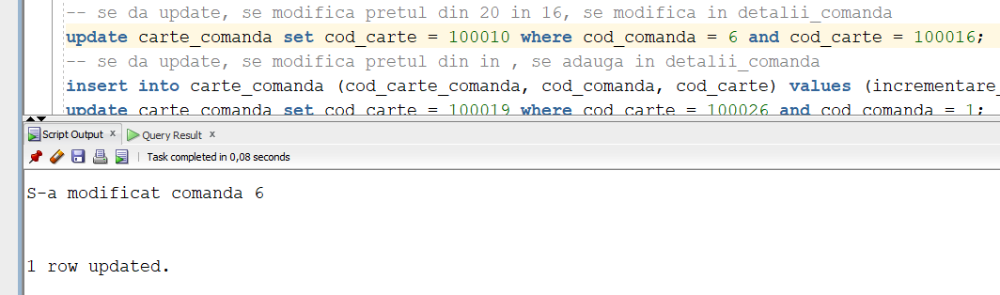 -- se da update, se modifica pretul din 20 in 16, se modifica in detalii_comanda
update carte_comanda set cod_carte = 100010 where cod_comanda = 6 and cod_carte = 100016;
-- se da update, se modifica pretul din in , se adauga in detalii_comanda
insert into carte_comanda (cod_carte_comanda, cod_comanda, cod_carte) values (incrementare_
update carte_comanda set cod_carte = 100019 where cod_carte = 100026 and cod_comanda = 1;
Script Output x Query Result x
Task completed in 0,08 seconds
S-a modificat comanda 6
1 row updated.